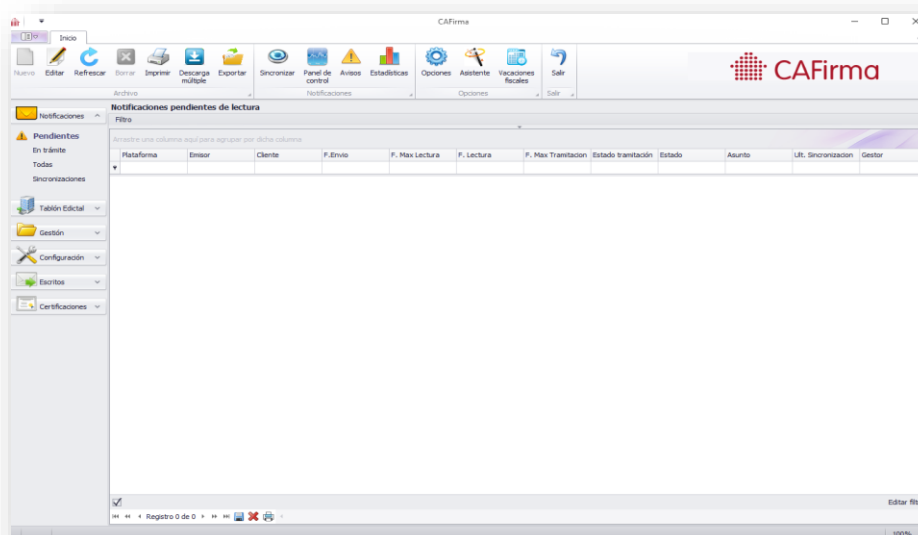 CAFirma
Inicio
Nuevo Editar Refrescar Borrar Imprimir Descarga múltiple Exportar Sincronizar Panel de control Avisos Estadísticas Opciones Asistente Vacaciones fiscales Salir
Archivo Notificaciones Opciones Salir
CAFirma
Notificaciones
Pendientes
En trámite
Todas
Sincronizaciones
Tablón Edictal
Gestión
Configuración
Escritos
Certificaciones
Notificaciones pendientes de lectura
Filtro
Arrastre una columna aquí para agrupar por dicha columna
Plataforma Emisor Cliente F.Envio F. Max Lectura F. Lectura F. Max Tramitacion Estado tramitación Estado Asunto Ult. Sincronizacion Gestor
Editar filt
Registro 0 de 0
100%